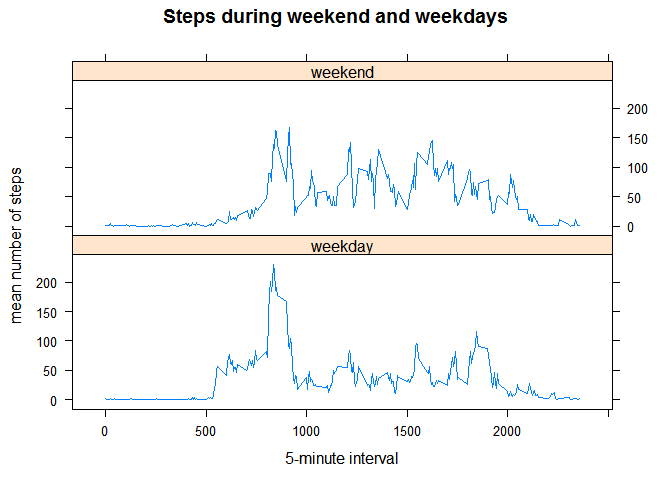 Steps during weekend and weekdays
weekend
200
150
100
50
0
mean number of steps
weekday
200
150
100
50
0
0 500 1000 1500 2000
5-minute interval